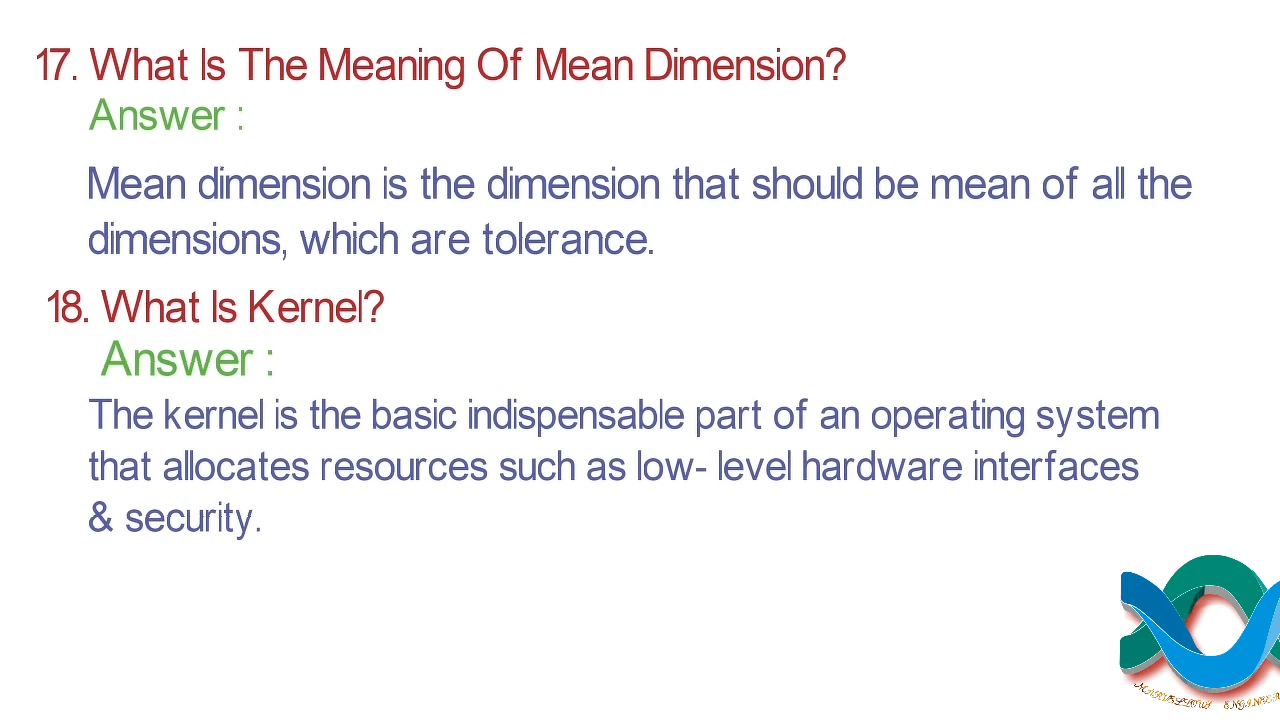 17. What Is The Meaning Of Mean Dimension?
Answer :
Mean dimension is the dimension that should be mean of all the
dimensions, which are tolerance.
18. What Is Kernel?
Answer :
The kernel is the basic indispensable part of an operating system
that allocates resources such as low- level hardware interfaces
& security.